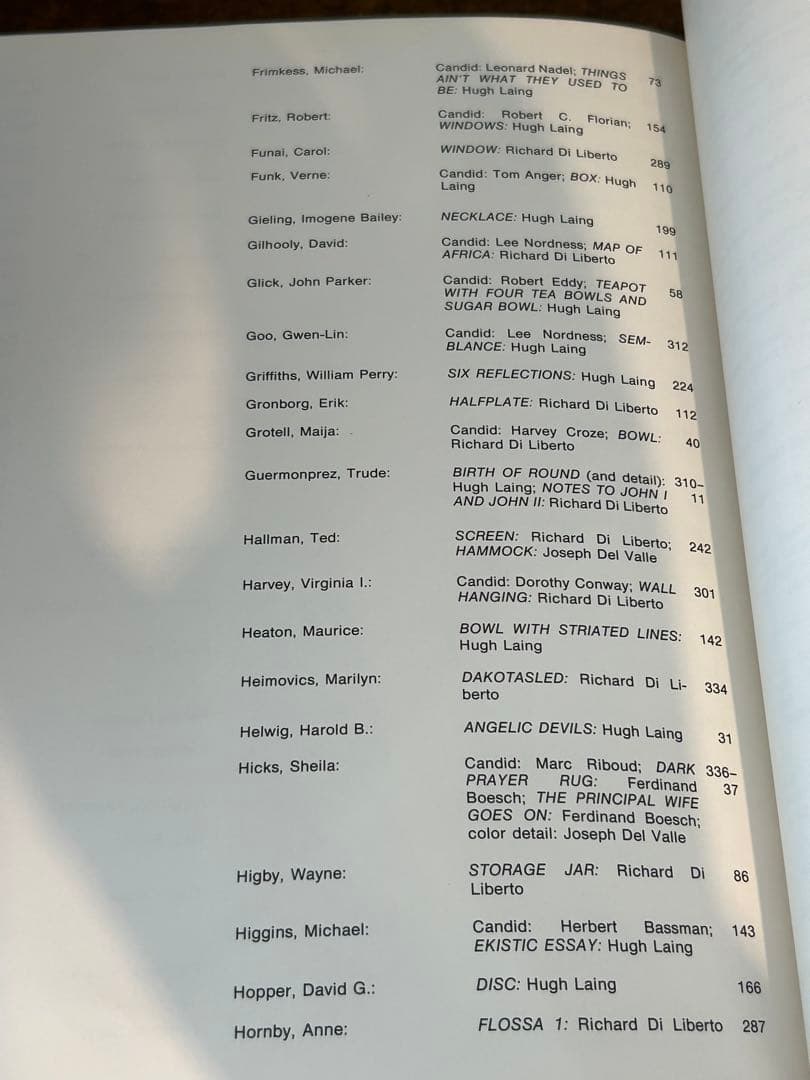 Frimkess, Michael: Candid: Leonard Nadel; THINGS
AIN'T WHAT THEY USED TO 73
BE: Hugh Laing
Fritz, Robert: Candid: Robert C. Florian;
WINDOWS: Hugh Laing 154
Funai, Carol: WINDOW: Richard Di Liberto 289
Funk, Verne: Candid: Tom Anger; BOX: Hugh
Laing 110
Gieling, Imogene Bailey: NECKLACE: Hugh Laing 199
Gilhooly, David: Candid: Lee Nordness; MAP OF
AFRICA: Richard Di Liberto 111
Glick, John Parker: Candid: Robert Eddy; TEAPOT 58
WITH FOUR TEA BOWLS AND
SUGAR BOWL: Hugh Laing
Goo, Gwen-Lin: Candid: Lee Nordness; SEM- 312
BLANCE: Hugh Laing
Griffiths, William Perry: SIX REFLECTIONS: Hugh Laing 224
Gronborg, Erik: HALFPLATE: Richard Di Liberto 112
Grotell, Maija: Candid: Harvey Croze; BOWL: 40
Richard Di Liberto
Guermonprez, Trude: BIRTH OF ROUND (and detail): 310–
Hugh Laing; NOTES TO JOHN I 11
AND JOHN II: Richard Di Liberto
Hallman, Ted: SCREEN: Richard Di Liberto; 242
HAMMOCK: Joseph Del Valle
Harvey, Virginia I.: Candid: Dorothy Conway; WALL 301
HANGING: Richard Di Liberto
Heaton, Maurice: BOWL WITH STRIATED LINES: 142
Hugh Laing
Heimovics, Marilyn: DAKOTASLED: Richard Di Li- 334
berto
Helwig, Harold B.: ANGELIC DEVILS: Hugh Laing 31
Hicks, Sheila: Candid: Marc Riboud; DARK 336–
PRAYER RUG: Ferdinand 37
Boesch; THE PRINCIPAL WIFE
GOES ON: Ferdinand Boesch;
color detail: Joseph Del Valle
Higby, Wayne: STORAGE JAR: Richard Di 86
Liberto
Higgins, Michael: Candid: Herbert Bassman; 143
EKISTIC ESSAY: Hugh Laing
Hopper, David G.: DISC: Hugh Laing 166
Hornby, Anne: FLOSSA 1: Richard Di Liberto 287